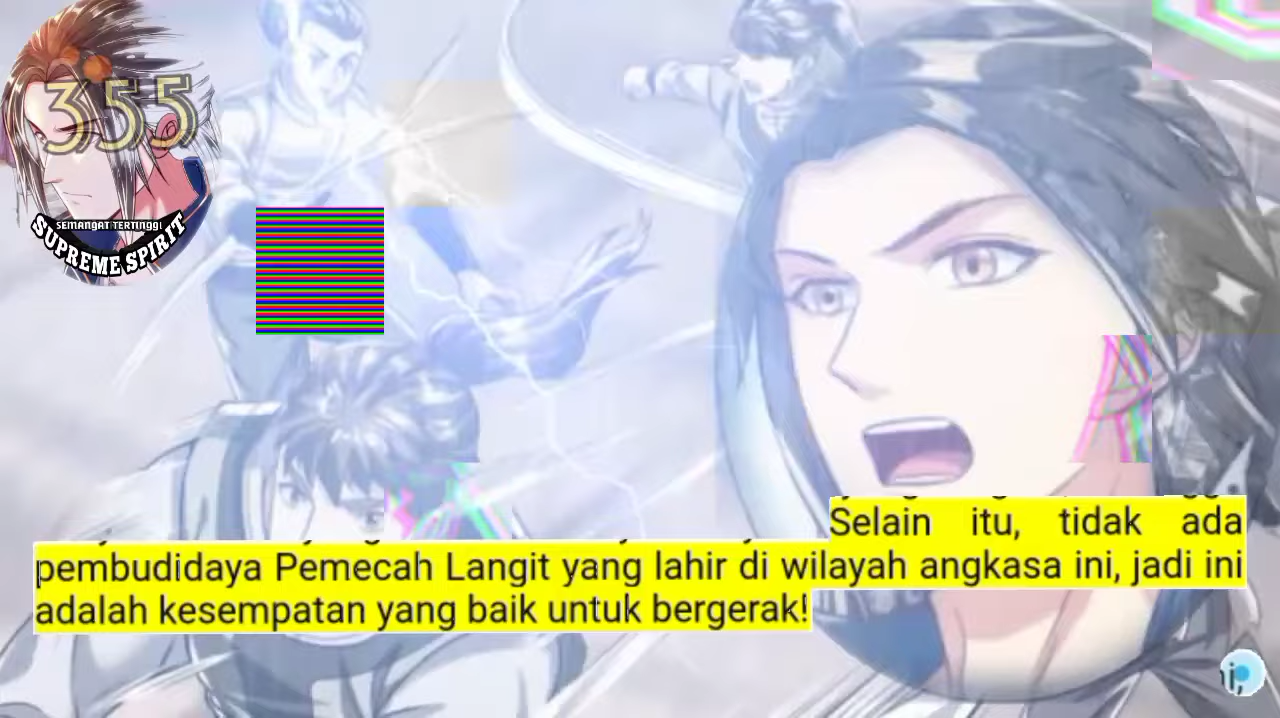 355
SEMANGAT TERTINGGI
SUPREME SPIRIT
Selain itu, tidak ada
pembudidaya Pemecah Langit yang lahir di wilayah angkasa ini, jadi ini
adalah kesempatan yang baik untuk bergerak!